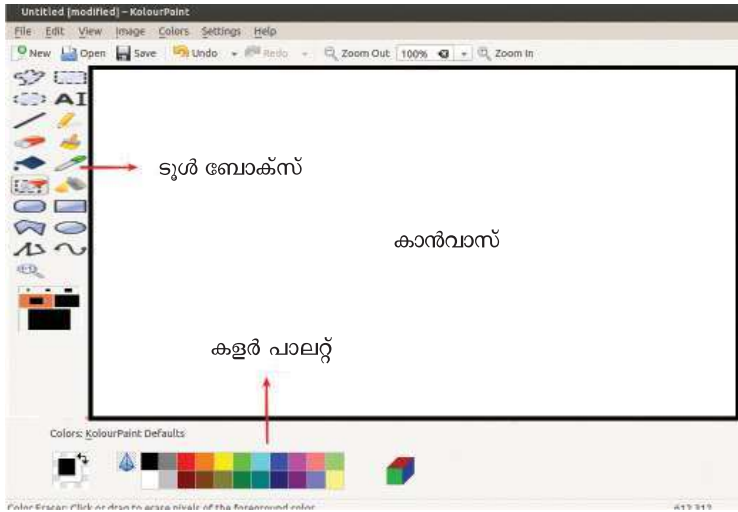 Untitled [modified] – KolourPaint
File Edit View Image Colors Settings Help
New Open Save Undo Redo Zoom Out 100% Zoom In
AI
ടൂൾ ബോക്സ്
കാൻവാസ്
കളർ പാലറ്റ്
Colors: KolourPaint Defaults
Color Eraser: Click or drag to erase pixels of the foreground color.